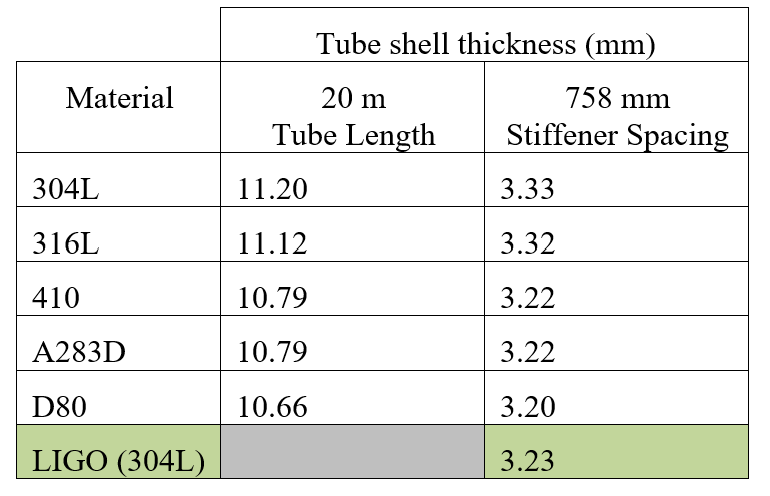 Tube shell thickness (mm)
Material
20 m
Tube Length
758 mm
Stiffener Spacing
304L 11.20 3.33
316L 11.12 3.32
410 10.79 3.22
A283D 10.79 3.22
D80 10.66 3.20
LIGO (304L) 3.23